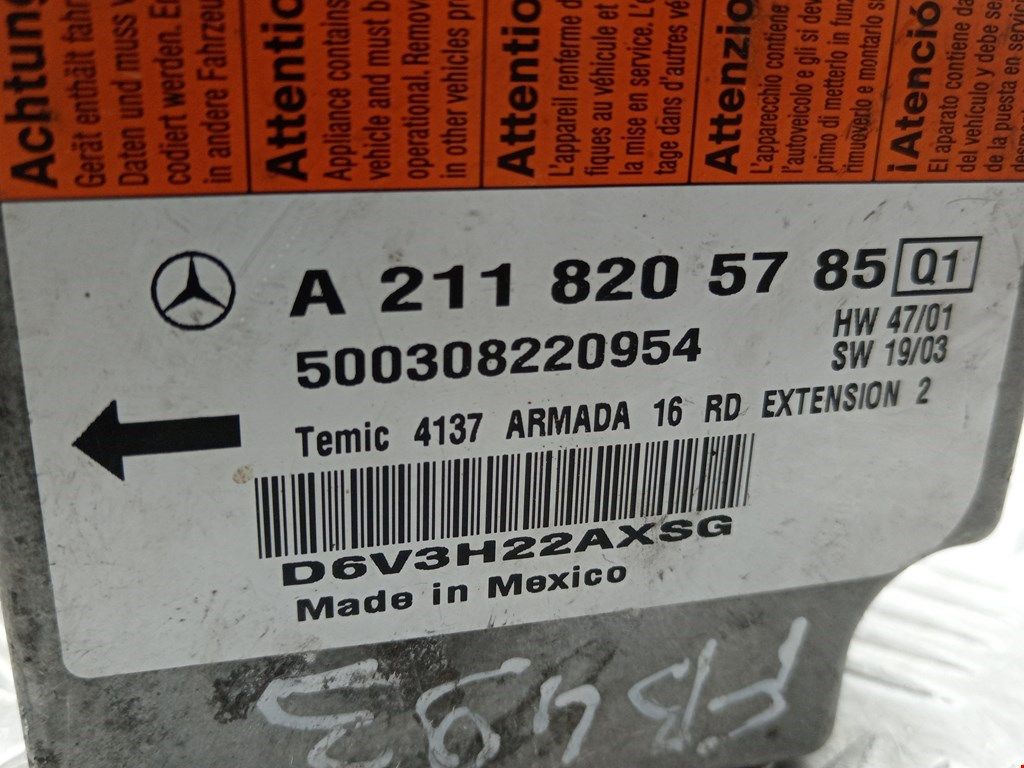 Achtung
Gerät enthält
Daten und muss
codiert werden.
in andere Fahrzeu
Attentio
Appliance contains
vehicle and must b
operational. Remov
in other vehicles pr
Attentio
L'appareil renferme d
fiques au véhicule et
la mise en service. L'e
tage dans d'autres vé
Attenzio
L'apparecchio contiene
l'autoveicolo e gli si dev
primo di metterlo in funz
rimuoverlo e montarlo s
¡Atenció
El aparato contiene da
del vehículo y debe se
de la puesta en servici
A 211 820 57 85 Q1
500308220954
HW 47/01
SW 19/03
Temic 4137 ARMADA 16 RD EXTENSION 2
D6V3H22AXSG
Made in Mexico